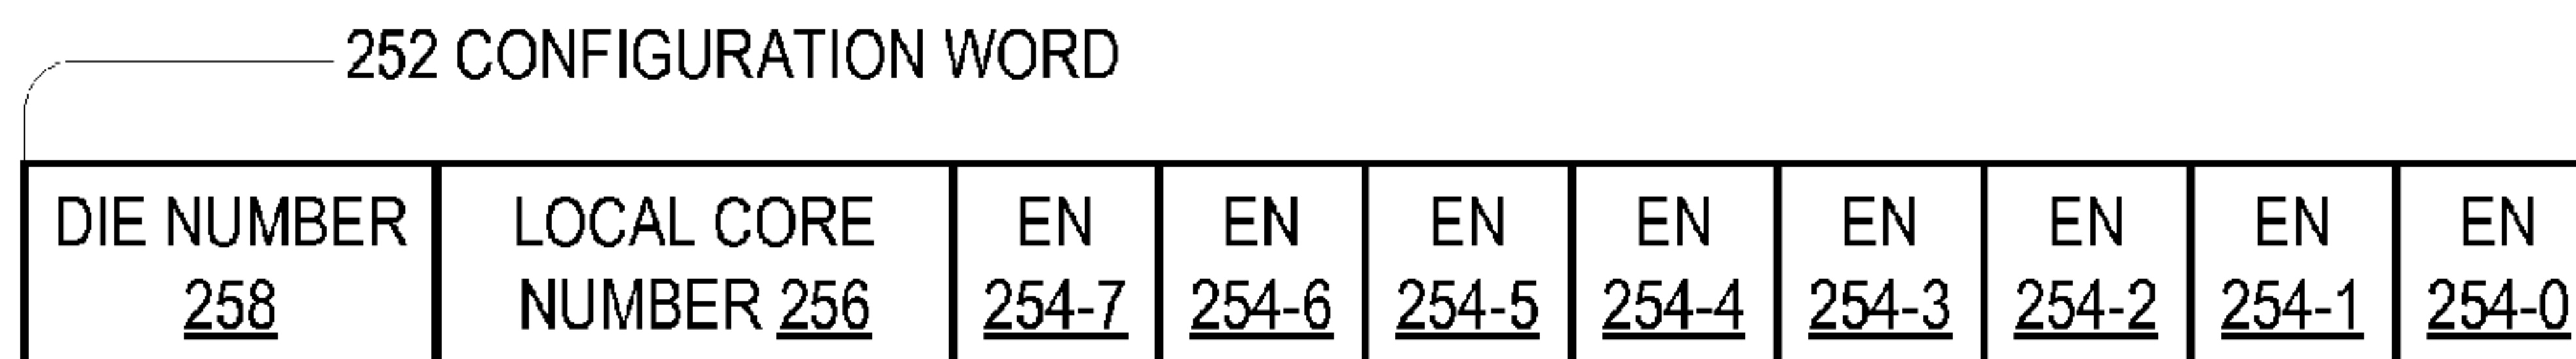 252 CONFIGURATION WORD
DIE NUMBER LOCAL CORE EN EN EN EN EN EN EN EN
258 NUMBER 256 254-7 254-6 254-5 254-4 254-3 254-2 254-1 254-0